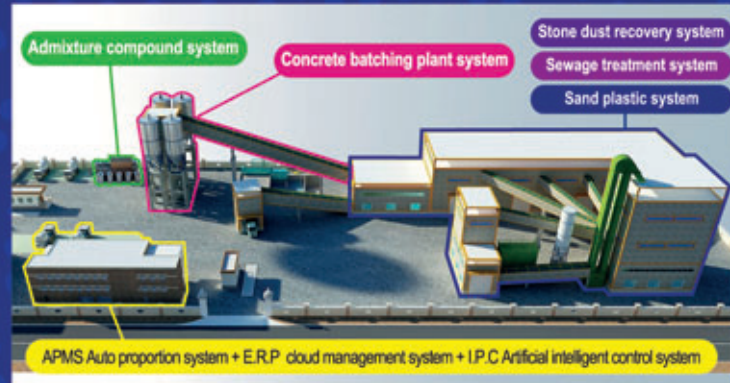 Stone dust recovery system
Admixture compound system
Concrete batching plant system
Sewage treatment system
Sand plastic system
APMS Auto proportion system + E.R.P cloud management system + I.P.C Artificial intelligent control system